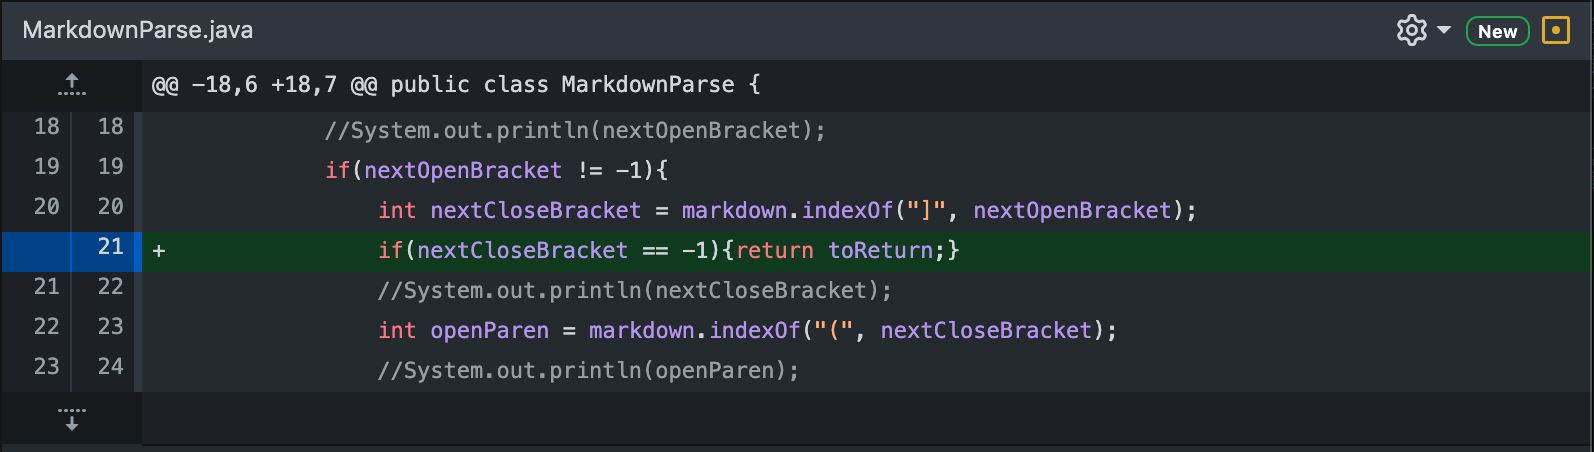 MarkdownParse.java New
@@ -18,6 +18,7 @@ public class MarkdownParse {
18 18 //System.out.println(nextOpenBracket);
19 19 if(nextOpenBracket != -1){
20 20 int nextCloseBracket = markdown.indexOf("]", nextOpenBracket);
21 + if(nextCloseBracket == -1){return toReturn;}
21 22 //System.out.println(nextCloseBracket);
22 23 int openParen = markdown.indexOf("(", nextCloseBracket);
23 24 //System.out.println(openParen);